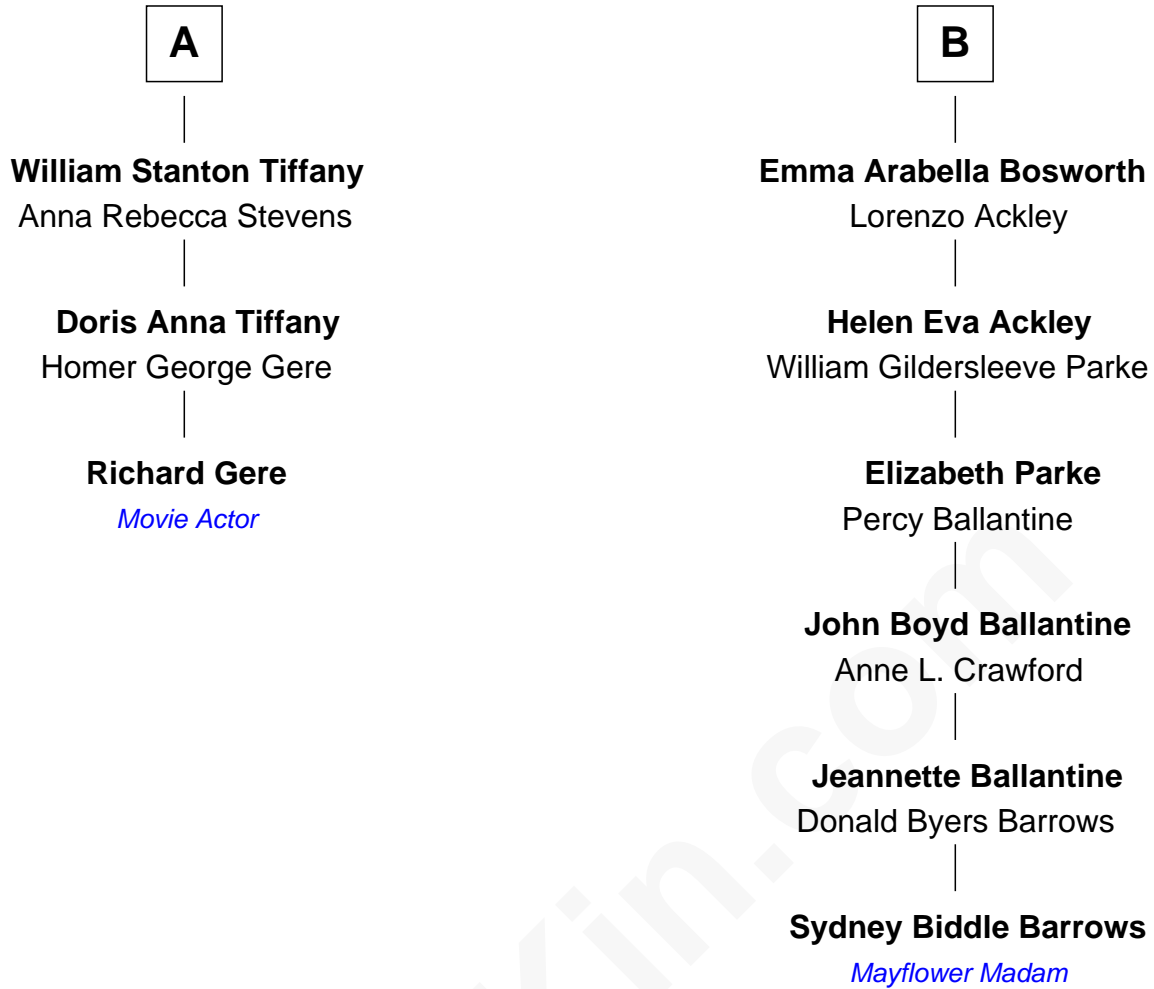 A
William Stanton Tiffany
Anna Rebecca Stevens
Doris Anna Tiffany
Homer George Gere
Richard Gere
Movie Actor
B
Emma Arabella Bosworth
Lorenzo Ackley
Helen Eva Ackley
William Gildersleeve Parke
Elizabeth Parke
Percy Ballantine
John Boyd Ballantine
Anne L. Crawford
Jeannette Ballantine
Donald Byers Barrows
Sydney Biddle Barrows
Mayflower Madam
Kin.com